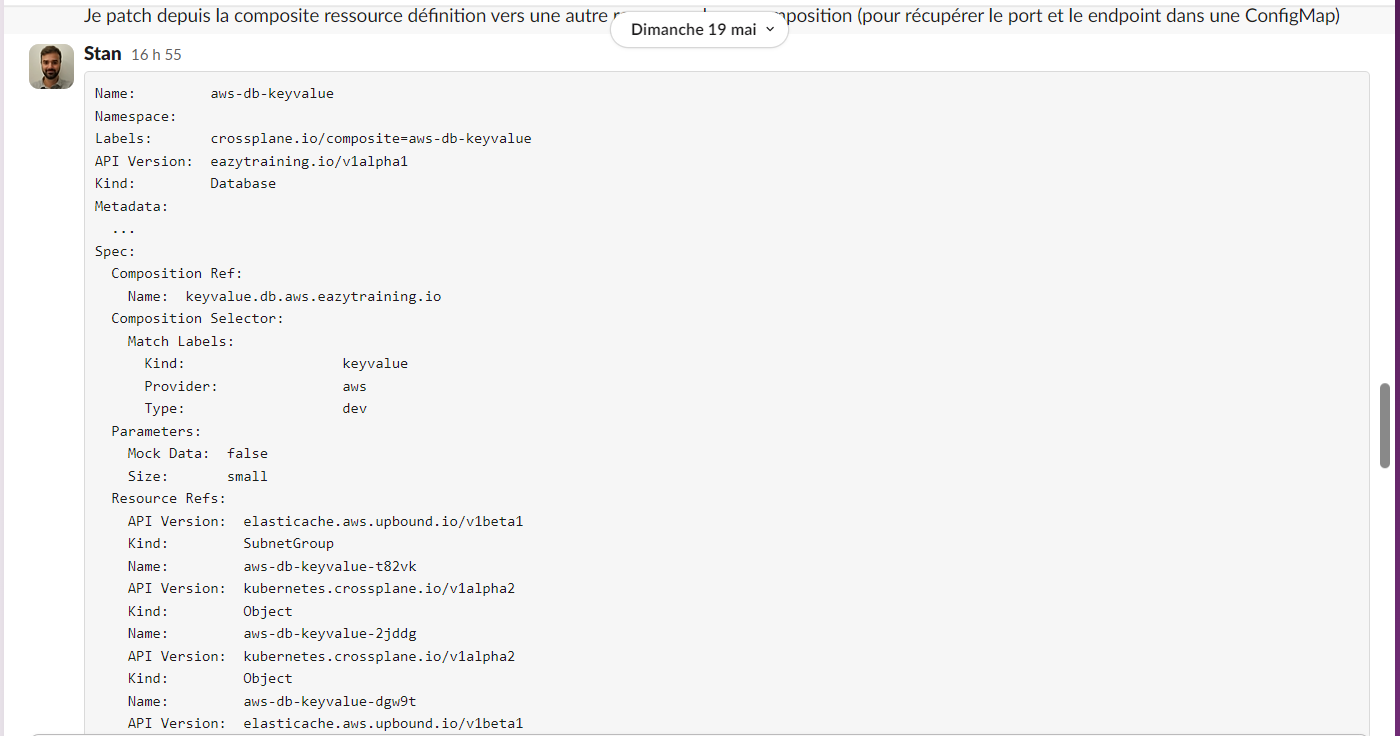 Je patch depuis la composite ressource définition vers une autre
mposition (pour récupérer le port et le endpoint dans une ConfigMap)
Dimanche 19 mai
Stan 16 h 55
Name: aws-db-keyvalue
Namespace:
Labels: crossplane.io/composite=aws-db-keyvalue
API Version: eazytraining.io/v1alpha1
Kind: Database
Metadata:
...
Spec:
Composition Ref:
Name: keyvalue.db.aws.eazytraining.io
Composition Selector:
Match Labels:
Kind: keyvalue
Provider: aws
Type: dev
Parameters:
Mock Data: false
Size: small
Resource Refs:
API Version: elasticache.aws.upbound.io/v1beta1
Kind: SubnetGroup
Name: aws-db-keyvalue-t82vk
API Version: kubernetes.crossplane.io/v1alpha2
Kind: Object
Name: aws-db-keyvalue-2jddg
API Version: kubernetes.crossplane.io/v1alpha2
Kind: Object
Name: aws-db-keyvalue-dgw9t
API Version: elasticache.aws.upbound.io/v1beta1